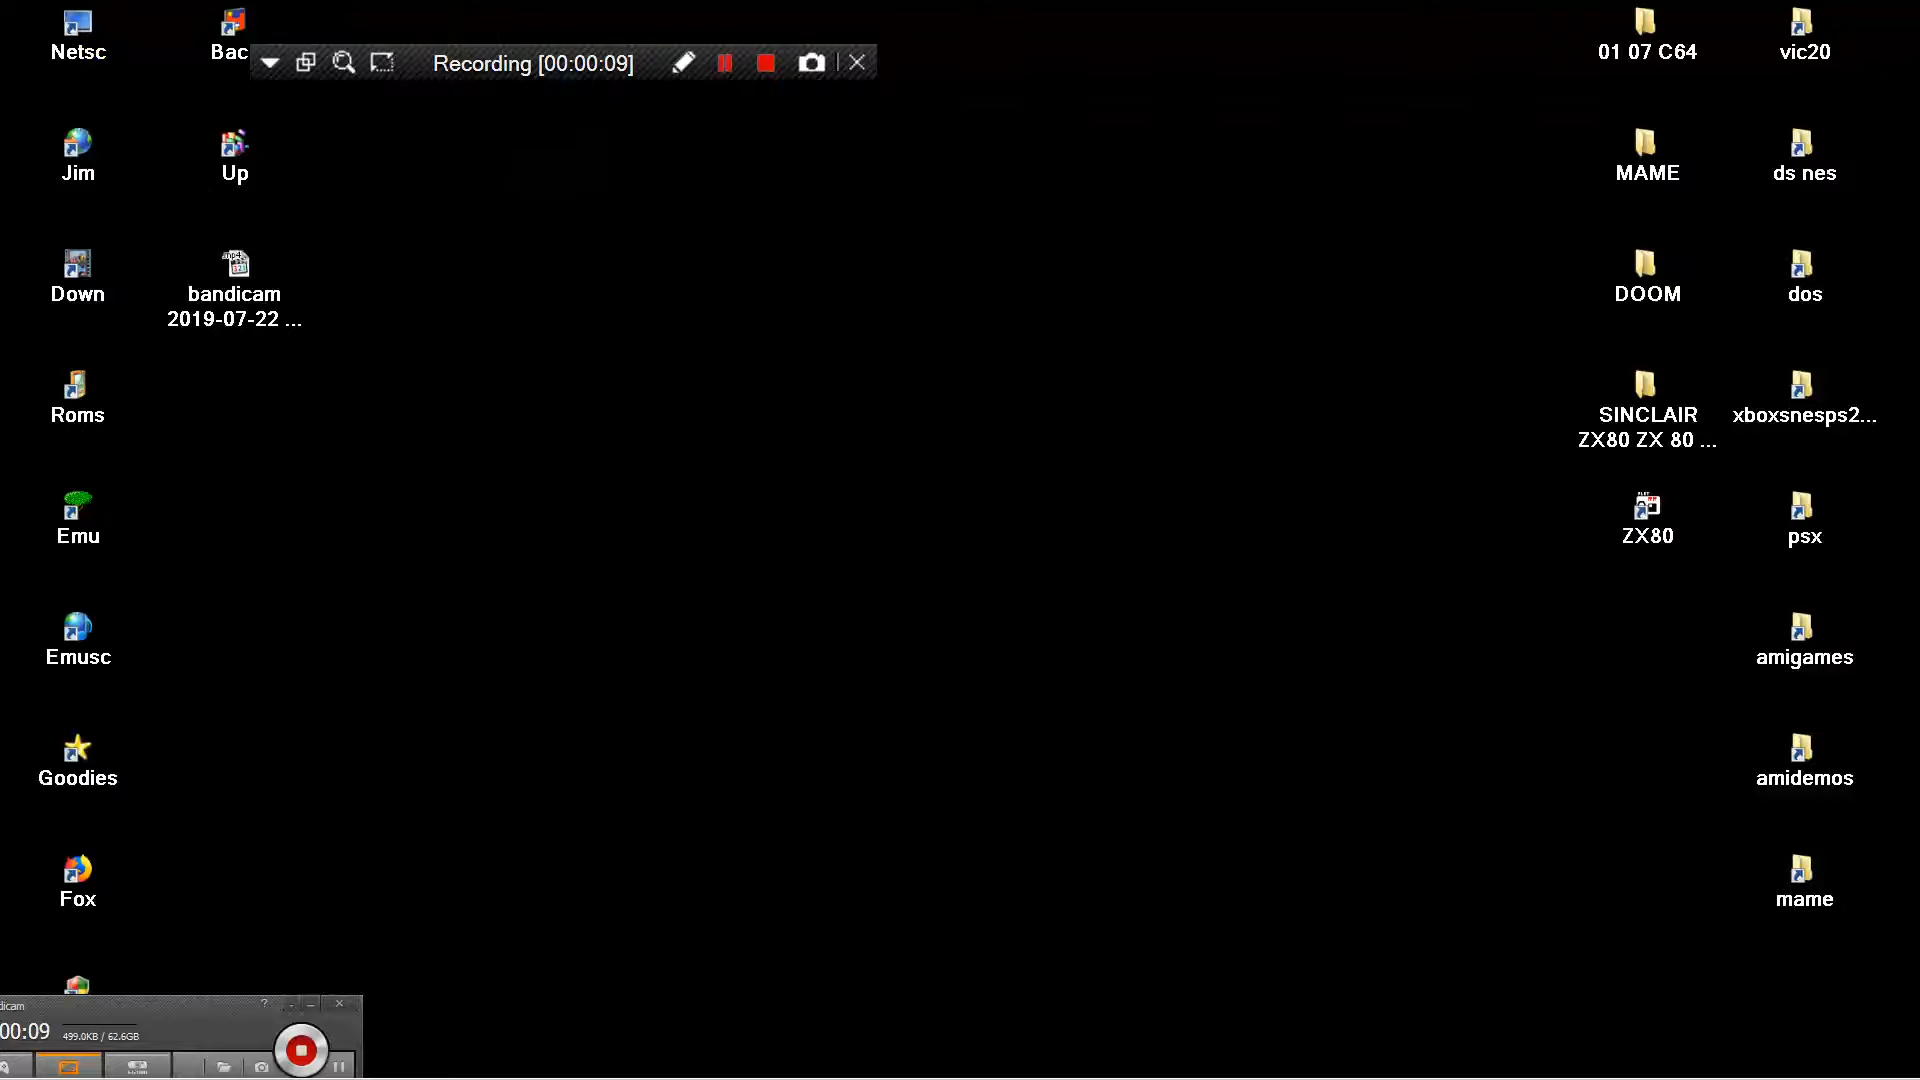 Netsc
Bac
Recording [00:00:09]
01 07 C64
vic20
Jim
Up
MAME
ds nes
Down
bandicam
2019-07-22 ...
DOOM
dos
Roms
SINCLAIR
ZX80 ZX 80 ...
xboxsnesps2...
Emu
ZX80
psx
Emusc
amigames
Goodies
amidemos
Fox
mame
dicam
00:09
499.0KB / 62.6GB